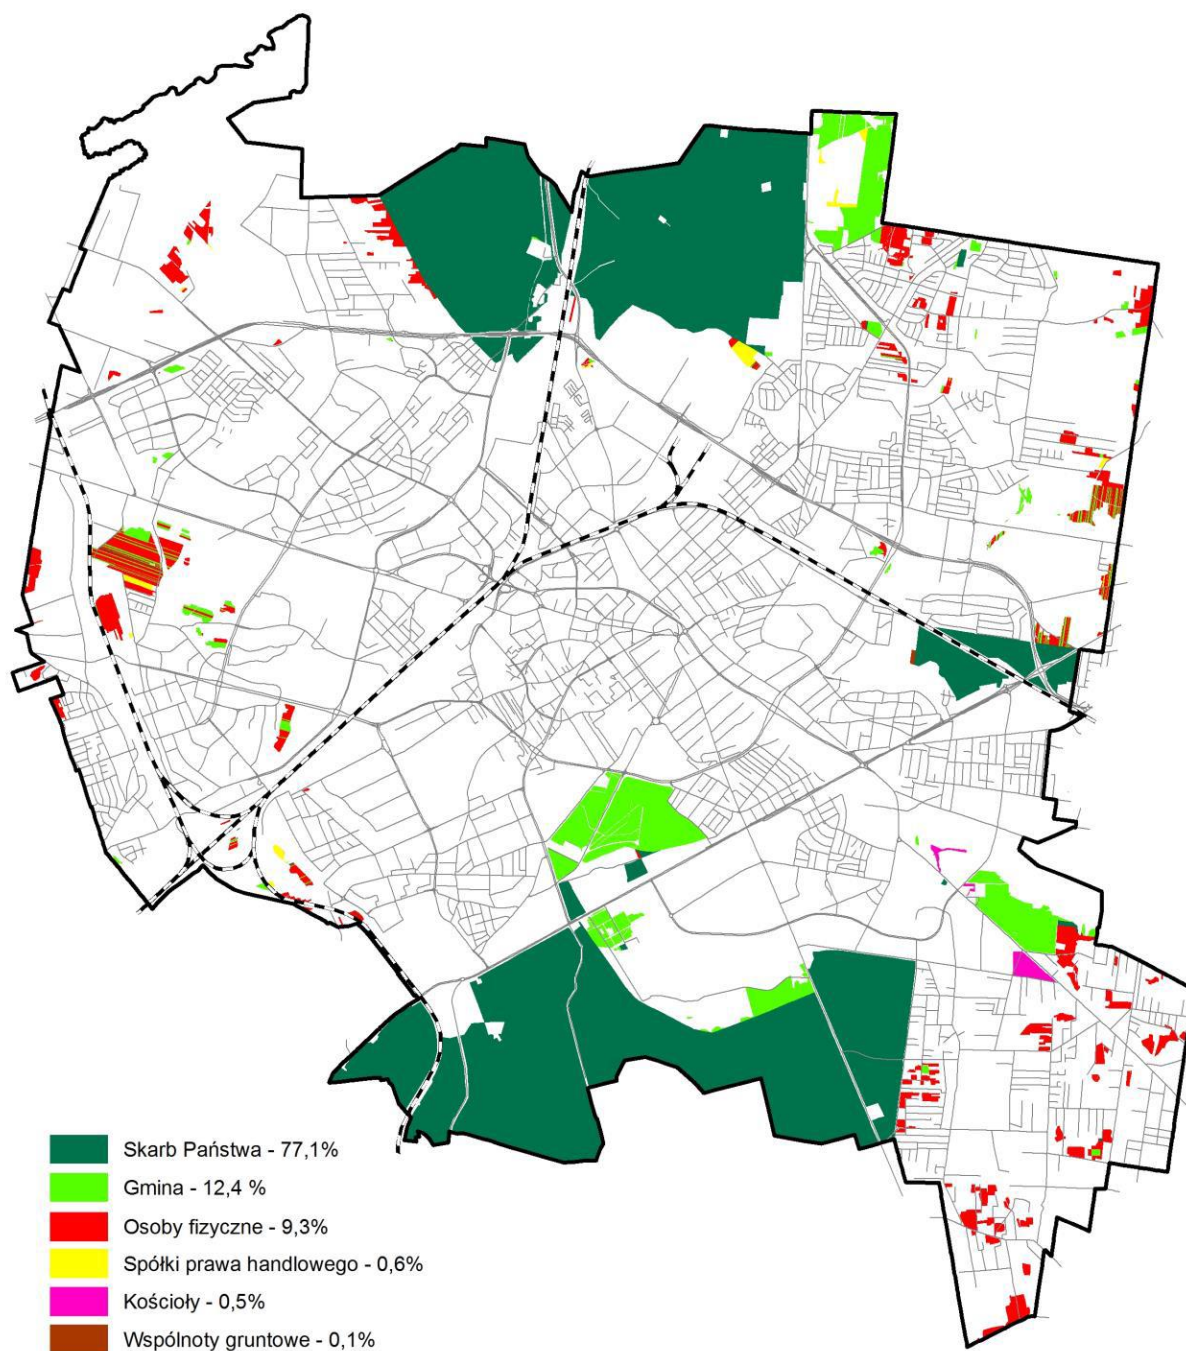 Skarb Państwa - 77,1%
Gmina - 12,4 %
Osoby fizyczne - 9,3%
Spółki prawa handlowego - 0,6%
Kościoły - 0,5%
Wspólnoty gruntowe - 0,1%